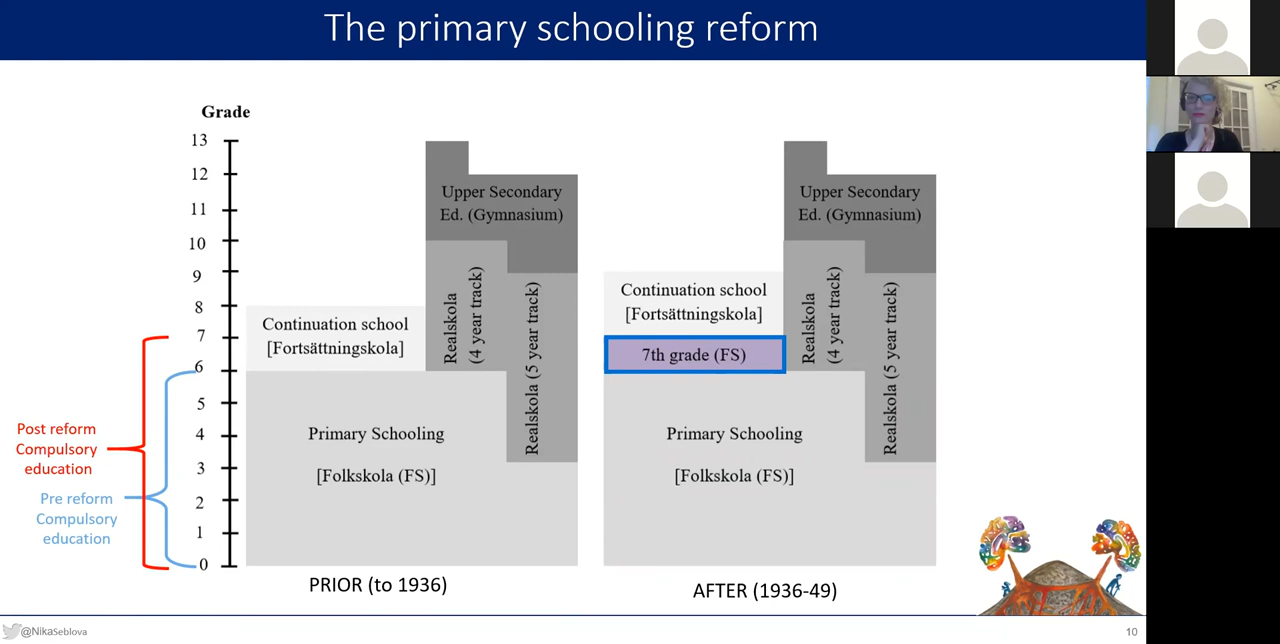 The primary schooling reform
Grade
13
12
11
10
9
8
7
6
5
4
3
2
1
0
Post reform
Compulsory
education
Pre reform
Compulsory
education
Continuation school
[Fortsättningskola]
Primary Schooling
[Folkskola (FS)]
Realskola
(4 year track)
Realskola (5 year track)
Upper Secondary
Ed. (Gymnasium)
PRIOR (to 1936)
Continuation school
[Fortsättningskola]
7th grade (FS)
Primary Schooling
[Folkskola (FS)]
Realskola
(4 year track)
Realskola (5 year track)
Upper Secondary
Ed. (Gymnasium)
AFTER (1936-49)
@NikaSeblova
10